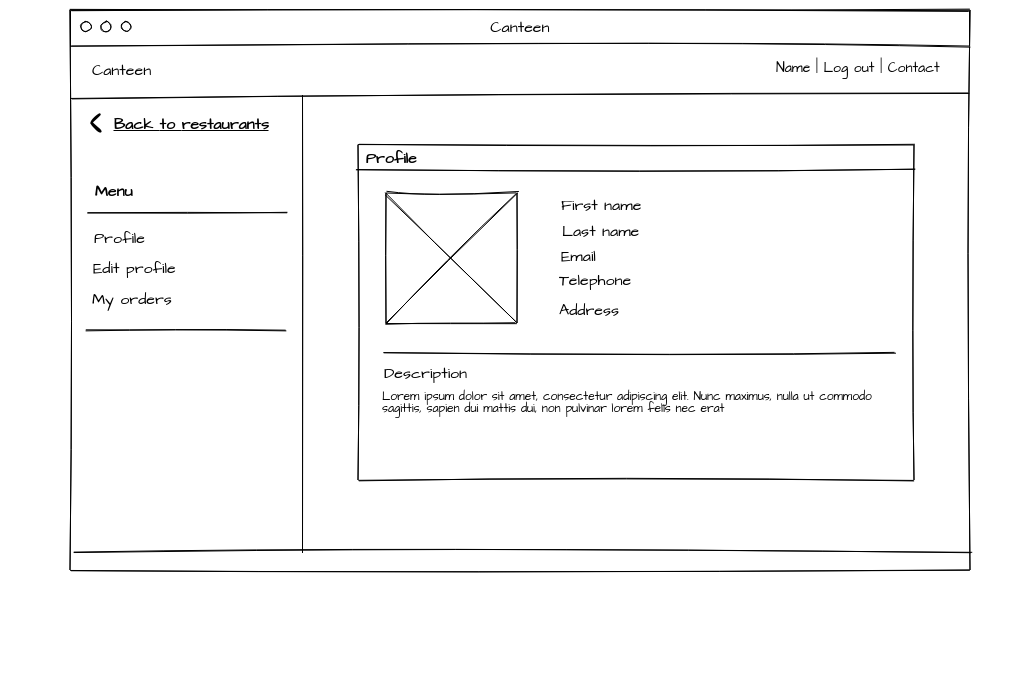 Canteen
Canteen
Name | Log out | Contact
Back to restaurants
Menu
Profile
Edit profile
My orders
Profile
First name
Last name
Email
Telephone
Address
Description
Lorem ipsum dolor sit amet, consectetur adipiscing elit. Nunc maximus, nulla ut commodo
sagittis, sapien dui mattis dui, non pulvinar lorem felis nec erat